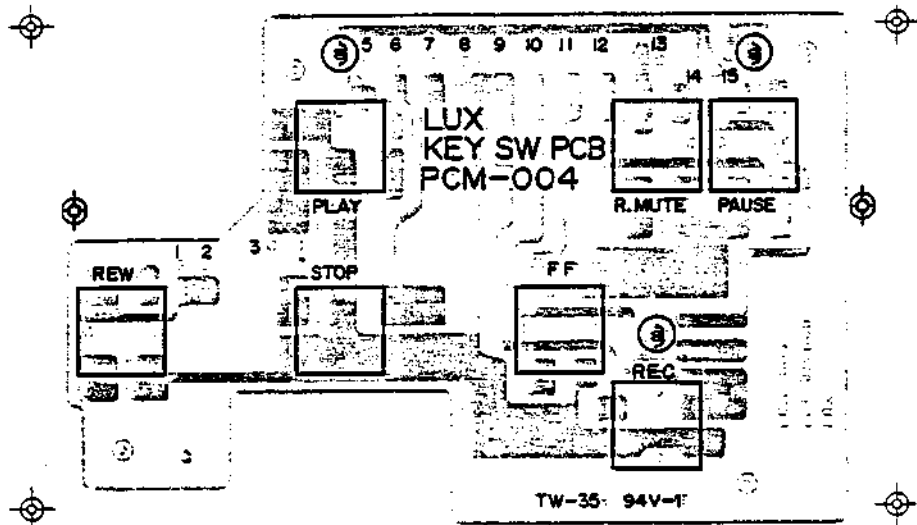 5 6 7 8 9 10 11 12 13
14 15
LUX
KEY SW PCB
PCM-004
PLAY
R.MUTE PAUSE
1 2 3
REW STOP FF
REC
TW-35 94V-1